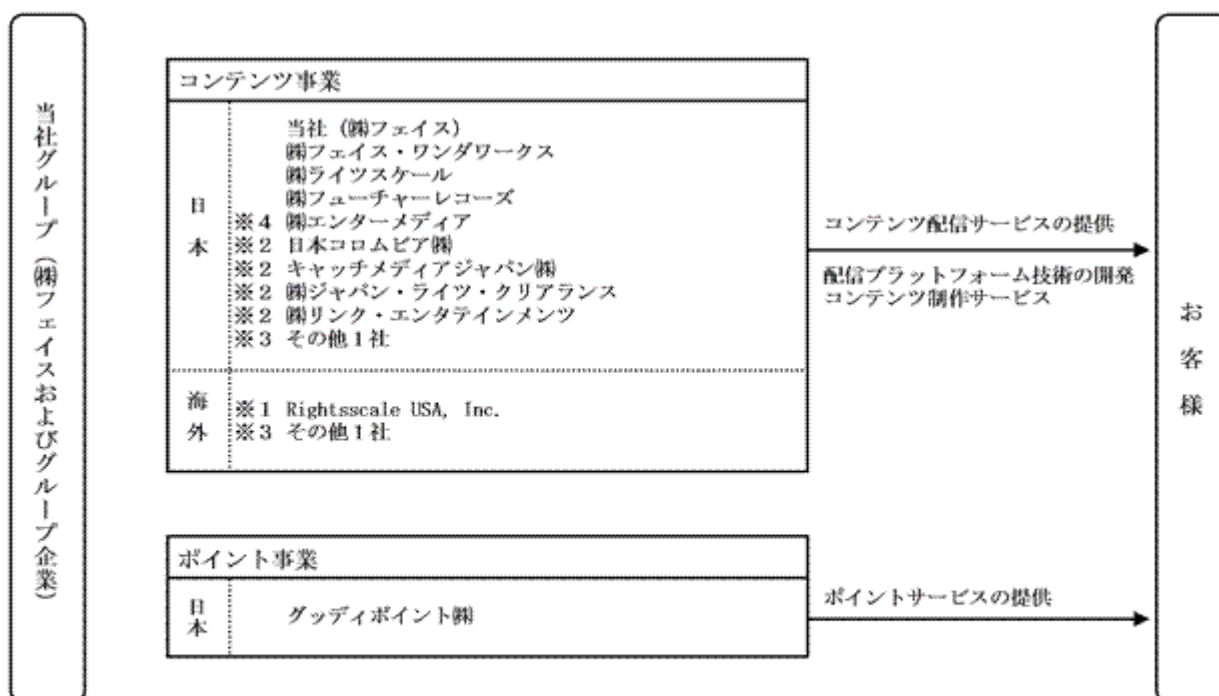 当社グループ（㈱フェイスおよびグループ企業）
コンテンツ事業
日本
当社（㈱フェイス）
㈱フェイス・ワンダワークス
㈱ライツスケール
㈱フューチャーレコーズ
※４ ㈱エンターメディア
※２ 日本コロムビア㈱
※２ キャッチメディアジャパン㈱
※２ ㈱ジャパン・ライツ・クリアランス
※２ ㈱リンク・エンタテインメンツ
※３ その他１社
海外
※１ Rightsscale USA, Inc.
※３ その他１社
コンテンツ配信サービスの提供
配信プラットフォーム技術の開発
コンテンツ制作サービス
ポイント事業
日本
グッディポイント㈱
ポイントサービスの提供
お客様